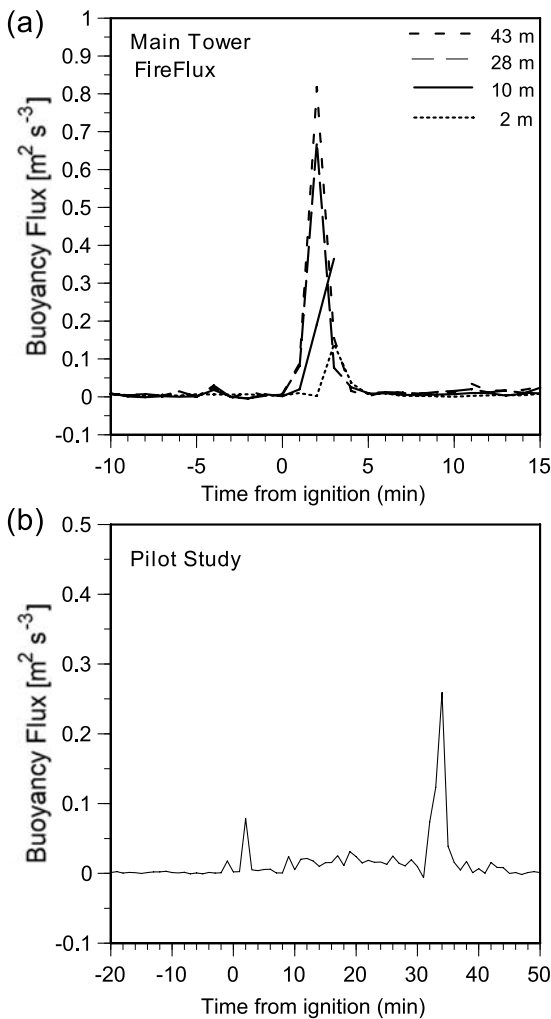 (a)
Main Tower
FireFlux
43 m
28 m
10 m
2 m
1
0.9
0.8
0.7
0.6
0.5
0.4
0.3
0.2
0.1
0
-0.1
Buoyancy Flux [m² s⁻³]
-10 -5 0 5 10 15
Time from ignition (min)
(b)
Pilot Study
0.5
0.4
0.3
0.2
0.1
0
-0.1
Buoyancy Flux [m² s⁻³]
-20 -10 0 10 20 30 40 50
Time from ignition (min)